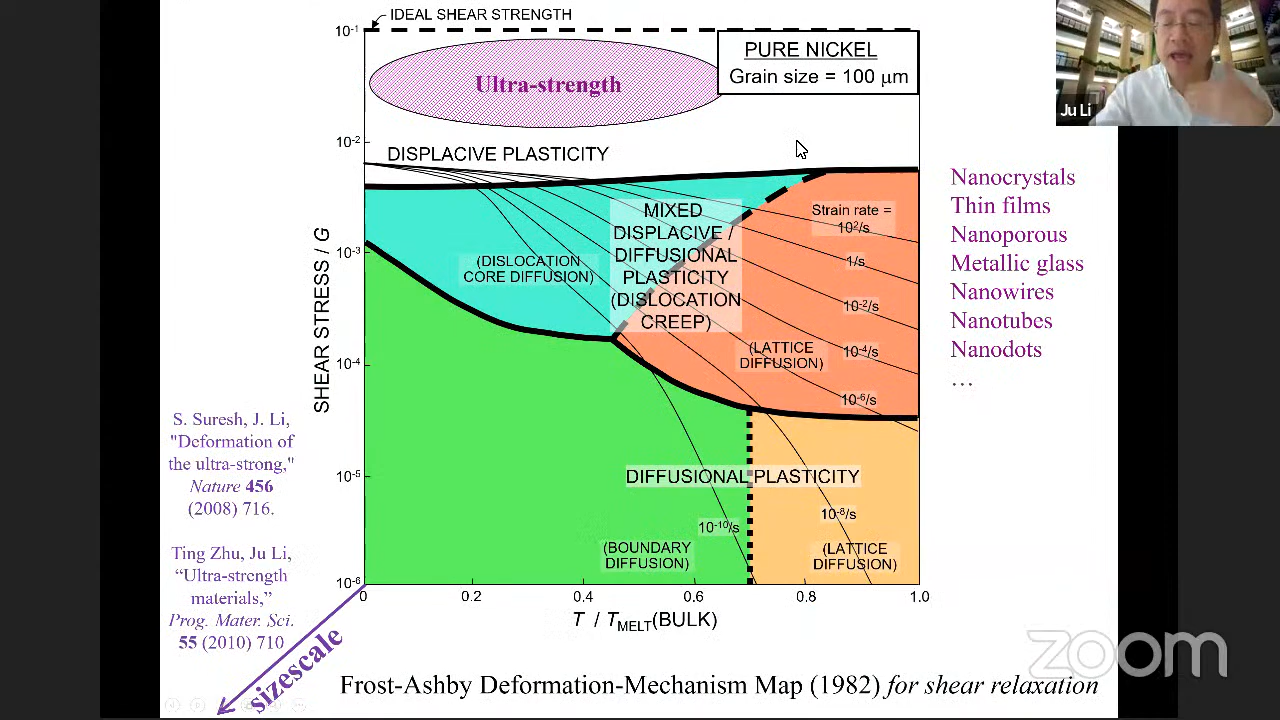 IDEAL SHEAR STRENGTH
PURE NICKEL
Grain size = 100 μm
Ultra-strength
Ju Li
DISPLACIVE PLASTICITY
MIXED
DISPLACIVE /
DIFFUSIONAL
PLASTICITY
(DISLOCATION
CREEP)
(DISLOCATION
CORE DIFFUSION)
Strain rate =
10²/s
1/s
10⁻²/s
10⁻⁴/s
10⁻⁶/s
(LATTICE
DIFFUSION)
DIFFUSIONAL PLASTICITY
10⁻¹⁰/s
10⁻⁸/s
(BOUNDARY
DIFFUSION)
(LATTICE
DIFFUSION)
SHEAR STRESS / G
10⁻¹
10⁻²
10⁻³
10⁻⁴
10⁻⁵
10⁻⁶
0
0.2
0.4
0.6
0.8
1.0
T / TMELT(BULK)
Nanocrystals
Thin films
Nanoporous
Metallic glass
Nanowires
Nanotubes
Nanodots
…
S. Suresh, J. Li,
"Deformation of
the ultra-strong,"
Nature 456
(2008) 716.
Ting Zhu, Ju Li,
“Ultra-strength
materials,”
Prog. Mater. Sci.
55 (2010) 710
sizescale
zoom
Frost-Ashby Deformation-Mechanism Map (1982) for shear relaxation